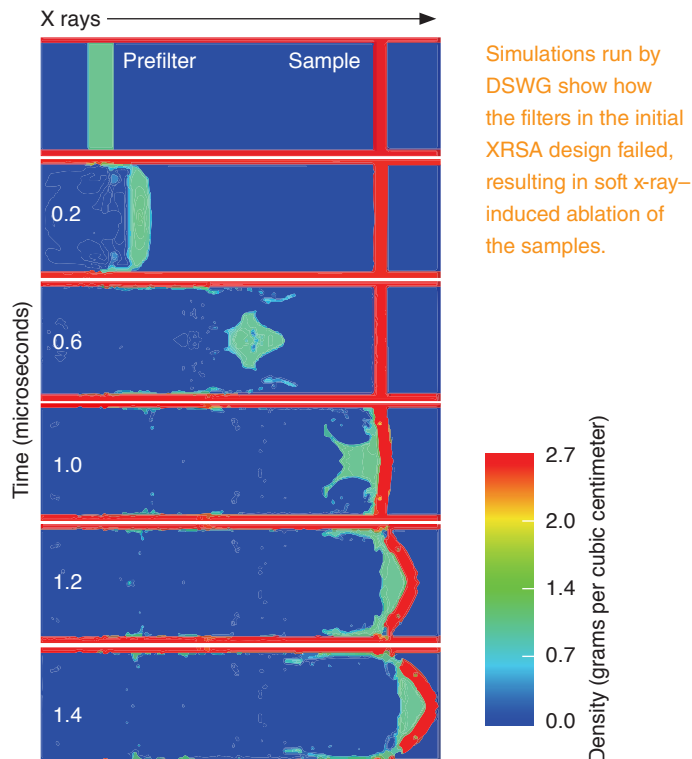 X rays
Prefilter
Sample
Simulations run by
DSWG show how
the filters in the initial
XRSA design failed,
resulting in soft x-ray–
induced ablation of
the samples.
Time (microseconds)
0.2
0.6
1.0
1.2
1.4
2.7
2.0
1.4
0.7
0.0
Density (grams per cubic centimeter)